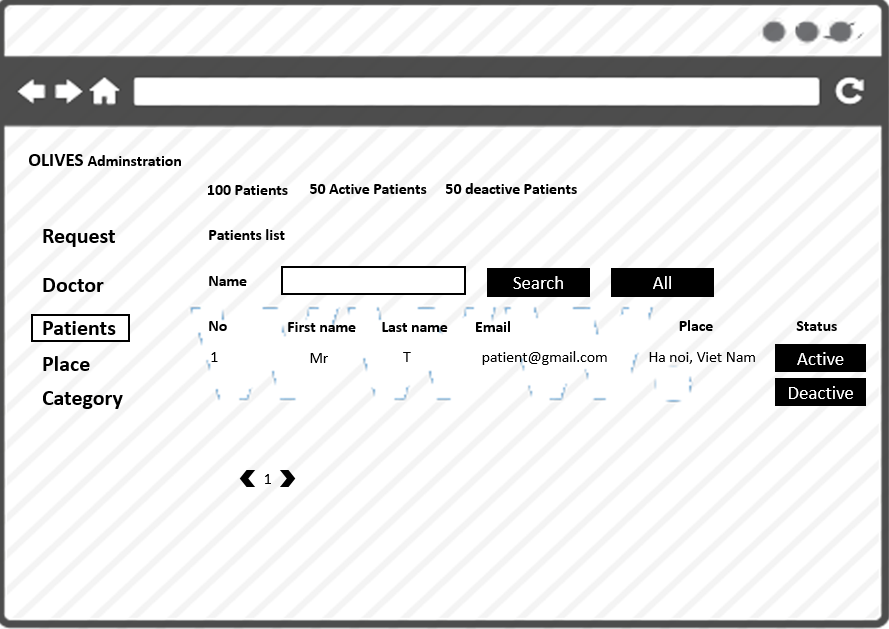 OLIVES Adminstration
100 Patients 50 Active Patients 50 deactive Patients
Request
Patients list
Doctor
Name Search All
Patients
No First name Last name Email Place Status
1 Mr T patient@gmail.com Ha noi, Viet Nam Active
Place
Deactive
Category
1